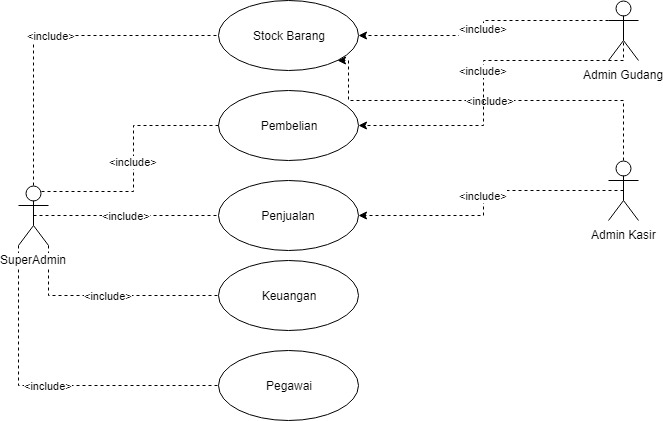 Stock Barang
<include>
<include>
<include>
Admin Gudang
<include>
Pembelian
<include>
<include>
SuperAdmin
<include>
Penjualan
Admin Kasir
<include>
Keuangan
<include>
Pegawai